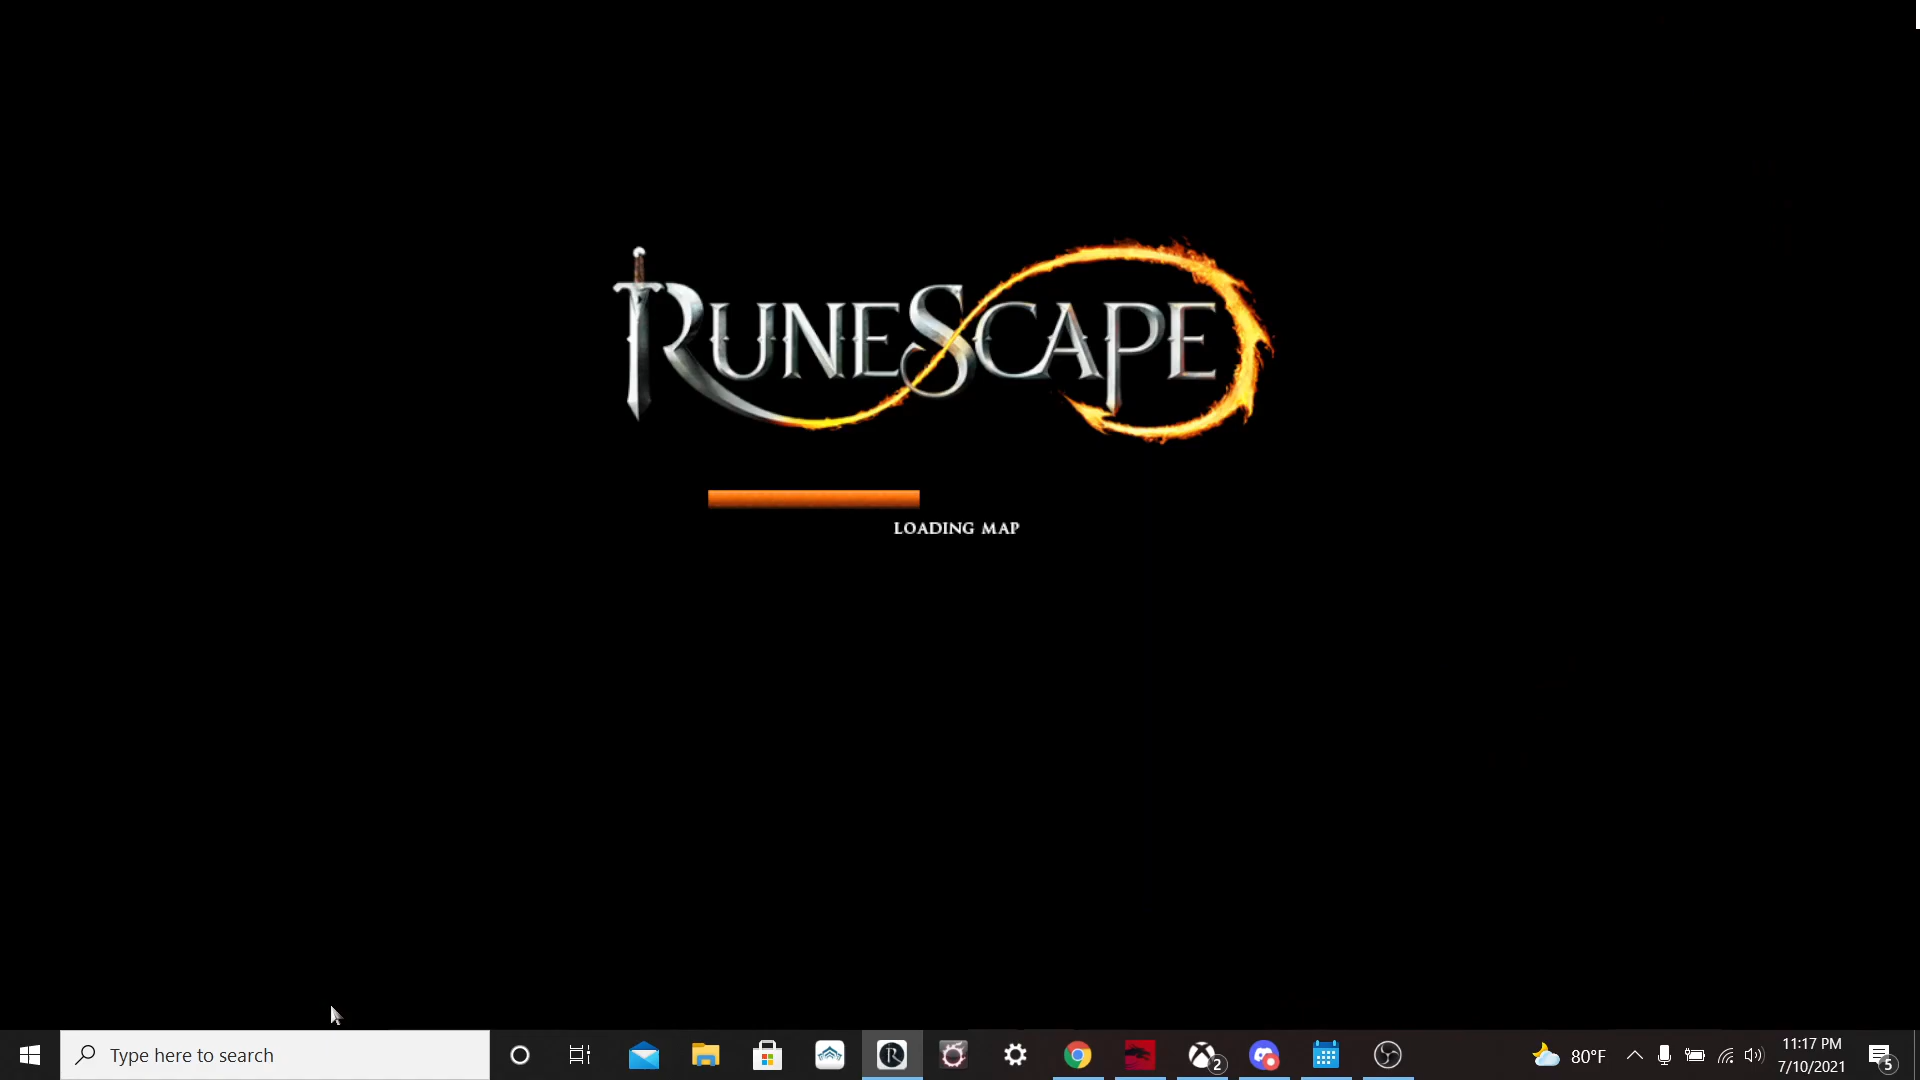 RUNESCAPE
LOADING MAP
Type here to search
2
80°F
11:17 PM
7/10/2021
5